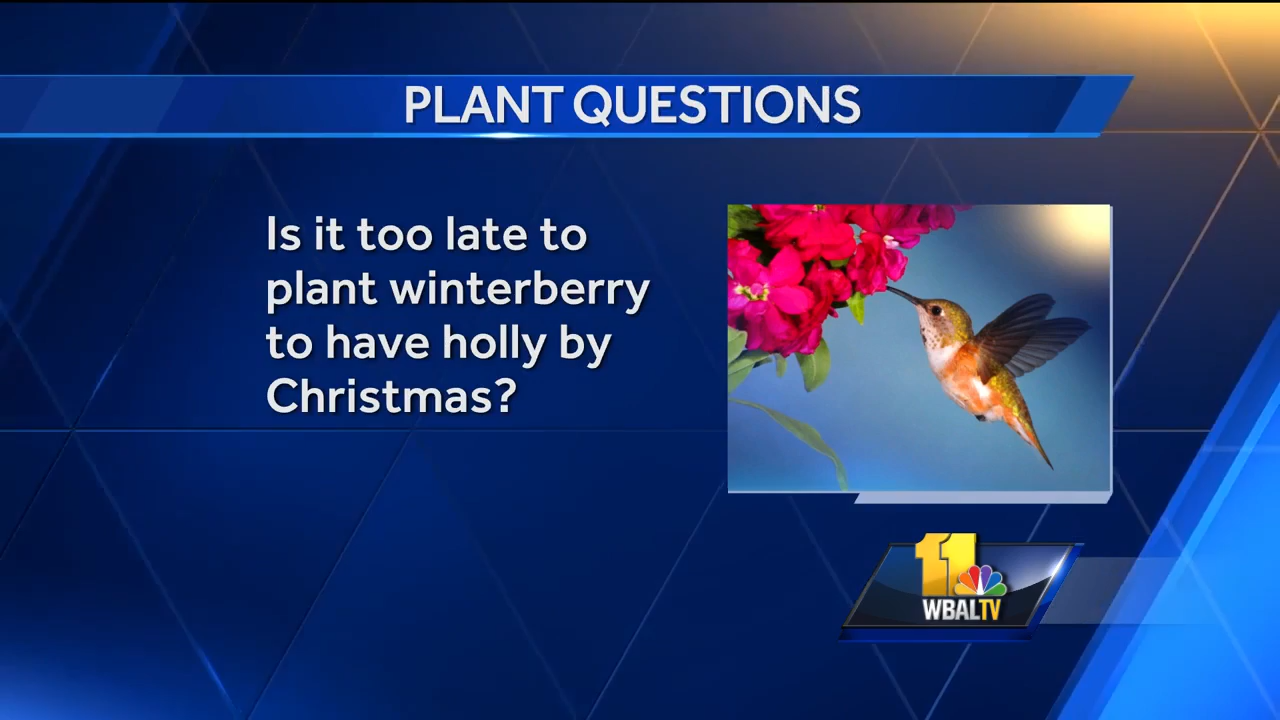 PLANT QUESTIONS
Is it too late to
plant winterberry
to have holly by
Christmas?
11
WBALTV